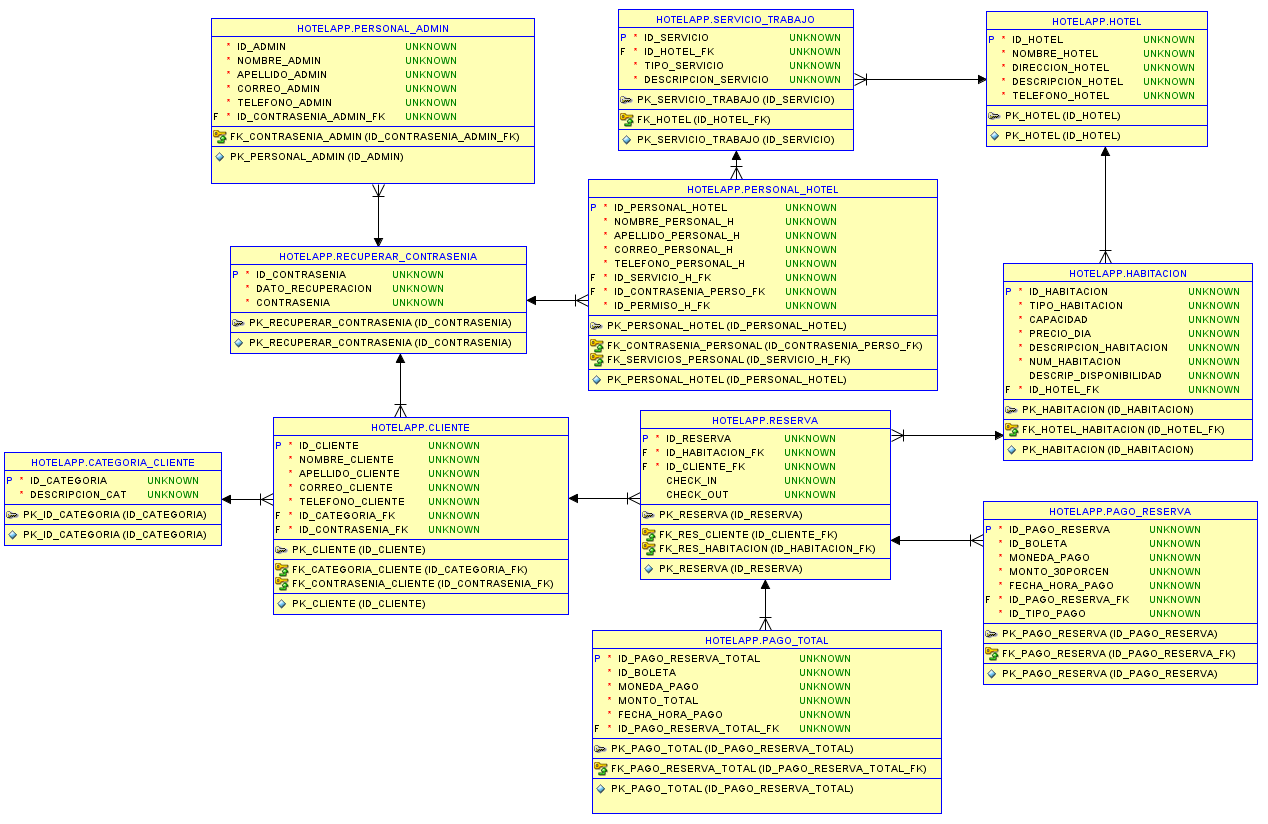 HOTELAPP.PERSONAL_ADMIN
* ID_ADMIN UNKNOWN
* NOMBRE_ADMIN UNKNOWN
* APELLIDO_ADMIN UNKNOWN
* CORREO_ADMIN UNKNOWN
* TELEFONO_ADMIN UNKNOWN
F * ID_CONTRASENIA_ADMIN_FK UNKNOWN
FK_CONTRASENIA_ADMIN (ID_CONTRASENIA_ADMIN_FK)
PK_PERSONAL_ADMIN (ID_ADMIN)
HOTELAPP.SERVICIO_TRABAJO
P * ID_SERVICIO UNKNOWN
F * ID_HOTEL_FK UNKNOWN
* TIPO_SERVICIO UNKNOWN
* DESCRIPCION_SERVICIO UNKNOWN
PK_SERVICIO_TRABAJO (ID_SERVICIO)
FK_HOTEL (ID_HOTEL_FK)
PK_SERVICIO_TRABAJO (ID_SERVICIO)
HOTELAPP.HOTEL
P * ID_HOTEL UNKNOWN
* NOMBRE_HOTEL UNKNOWN
* DIRECCION_HOTEL UNKNOWN
* DESCRIPCION_HOTEL UNKNOWN
* TELEFONO_HOTEL UNKNOWN
PK_HOTEL (ID_HOTEL)
PK_HOTEL (ID_HOTEL)
HOTELAPP.PERSONAL_HOTEL
P * ID_PERSONAL_HOTEL UNKNOWN
* NOMBRE_PERSONAL_H UNKNOWN
* APELLIDO_PERSONAL_H UNKNOWN
* CORREO_PERSONAL_H UNKNOWN
* TELEFONO_PERSONAL_H UNKNOWN
F * ID_SERVICIO_H_FK UNKNOWN
F * ID_CONTRASENIA_PERSO_FK UNKNOWN
* ID_PERMISO_H_FK UNKNOWN
PK_PERSONAL_HOTEL (ID_PERSONAL_HOTEL)
FK_CONTRASENIA_PERSONAL (ID_CONTRASENIA_PERSO_FK)
FK_SERVICIOS_PERSONAL (ID_SERVICIO_H_FK)
PK_PERSONAL_HOTEL (ID_PERSONAL_HOTEL)
HOTELAPP.RECUPERAR_CONTRASENIA
P * ID_CONTRASENIA UNKNOWN
* DATO_RECUPERACION UNKNOWN
* CONTRASENIA UNKNOWN
PK_RECUPERAR_CONTRASENIA (ID_CONTRASENIA)
PK_RECUPERAR_CONTRASENIA (ID_CONTRASENIA)
HOTELAPP.HABITACION
P * ID_HABITACION UNKNOWN
* TIPO_HABITACION UNKNOWN
* CAPACIDAD UNKNOWN
* PRECIO_DIA UNKNOWN
* DESCRIPCION_HABITACION UNKNOWN
* NUM_HABITACION UNKNOWN
DESCRIP_DISPONIBILIDAD UNKNOWN
F * ID_HOTEL_FK UNKNOWN
PK_HABITACION (ID_HABITACION)
FK_HOTEL_HABITACION (ID_HOTEL_FK)
PK_HABITACION (ID_HABITACION)
HOTELAPP.CATEGORIA_CLIENTE
P * ID_CATEGORIA UNKNOWN
* DESCRIPCION_CAT UNKNOWN
PK_ID_CATEGORIA (ID_CATEGORIA)
PK_ID_CATEGORIA (ID_CATEGORIA)
HOTELAPP.CLIENTE
P * ID_CLIENTE UNKNOWN
* NOMBRE_CLIENTE UNKNOWN
* APELLIDO_CLIENTE UNKNOWN
* CORREO_CLIENTE UNKNOWN
* TELEFONO_CLIENTE UNKNOWN
F * ID_CATEGORIA_FK UNKNOWN
F * ID_CONTRASENIA_FK UNKNOWN
PK_CLIENTE (ID_CLIENTE)
FK_CATEGORIA_CLIENTE (ID_CATEGORIA_FK)
FK_CONTRASENIA_CLIENTE (ID_CONTRASENIA_FK)
PK_CLIENTE (ID_CLIENTE)
HOTELAPP.RESERVA
P * ID_RESERVA UNKNOWN
F * ID_HABITACION_FK UNKNOWN
F * ID_CLIENTE_FK UNKNOWN
CHECK_IN UNKNOWN
CHECK_OUT UNKNOWN
PK_RESERVA (ID_RESERVA)
FK_RES_CLIENTE (ID_CLIENTE_FK)
FK_RES_HABITACION (ID_HABITACION_FK)
PK_RESERVA (ID_RESERVA)
HOTELAPP.PAGO_RESERVA
P * ID_PAGO_RESERVA UNKNOWN
* ID_BOLETA UNKNOWN
* MONEDA_PAGO UNKNOWN
* MONTO_30PORCEN UNKNOWN
* FECHA_HORA_PAGO UNKNOWN
F * ID_PAGO_RESERVA_FK UNKNOWN
* ID_TIPO_PAGO UNKNOWN
PK_PAGO_RESERVA (ID_PAGO_RESERVA)
FK_PAGO_RESERVA (ID_PAGO_RESERVA_FK)
PK_PAGO_RESERVA (ID_PAGO_RESERVA)
HOTELAPP.PAGO_TOTAL
P * ID_PAGO_RESERVA_TOTAL UNKNOWN
* ID_BOLETA UNKNOWN
* MONEDA_PAGO UNKNOWN
* MONTO_TOTAL UNKNOWN
* FECHA_HORA_PAGO UNKNOWN
F * ID_PAGO_RESERVA_TOTAL_FK UNKNOWN
PK_PAGO_TOTAL (ID_PAGO_RESERVA_TOTAL)
FK_PAGO_RESERVA_TOTAL (ID_PAGO_RESERVA_TOTAL_FK)
PK_PAGO_TOTAL (ID_PAGO_RESERVA_TOTAL)